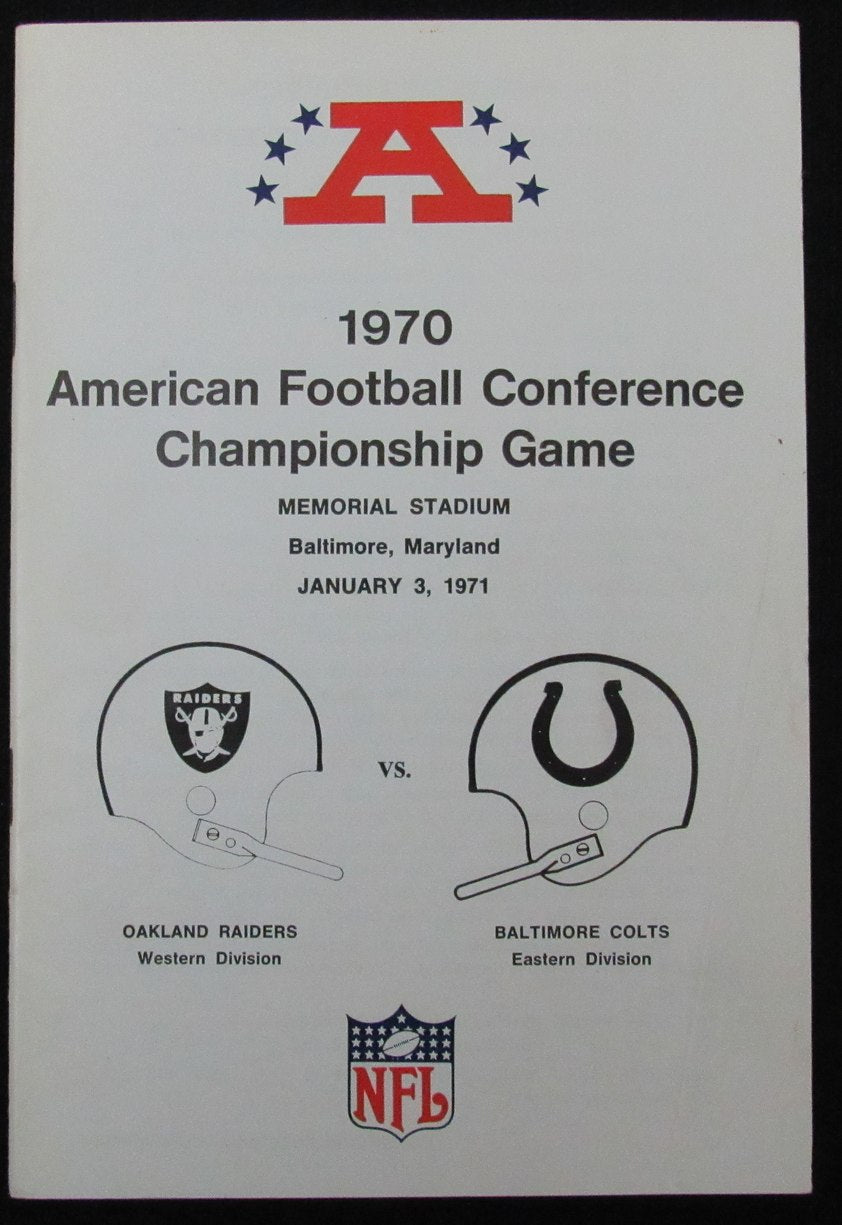 A
1970
American Football Conference
Championship Game
MEMORIAL STADIUM
Baltimore, Maryland
JANUARY 3, 1971
RAIDERS
vs.
OAKLAND RAIDERS
Western Division
BALTIMORE COLTS
Eastern Division
NFL